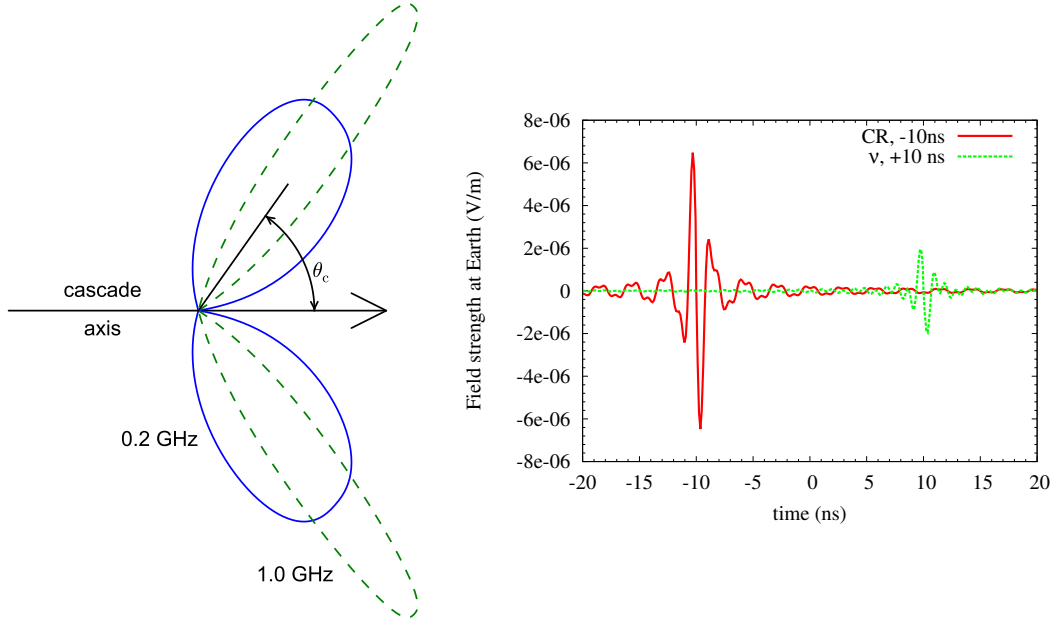 cascade
axis
θc
0.2 GHz
1.0 GHz
Field strength at Earth (V/m)
8e-06
6e-06
4e-06
2e-06
0
-2e-06
-4e-06
-6e-06
-8e-06
CR, -10ns
ν, +10 ns
-20 -15 -10 -5 0 5 10 15 20
time (ns)